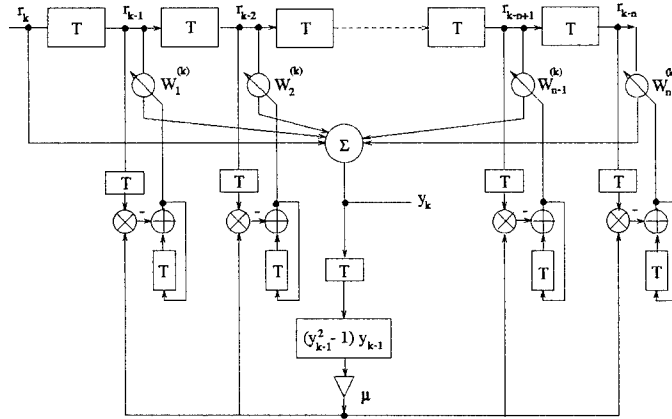 r_k T r_{k-1} T r_{k-2} T T r_{k-n+1} T r_{k-n}
W_1^{(k)} W_2^{(k)} W_{n-1}^{(k)} W_n^{(k
Σ
T T T T
y_k
- - - -
T T T T T
(y_{k-1}^2 - 1) y_{k-1}
μ